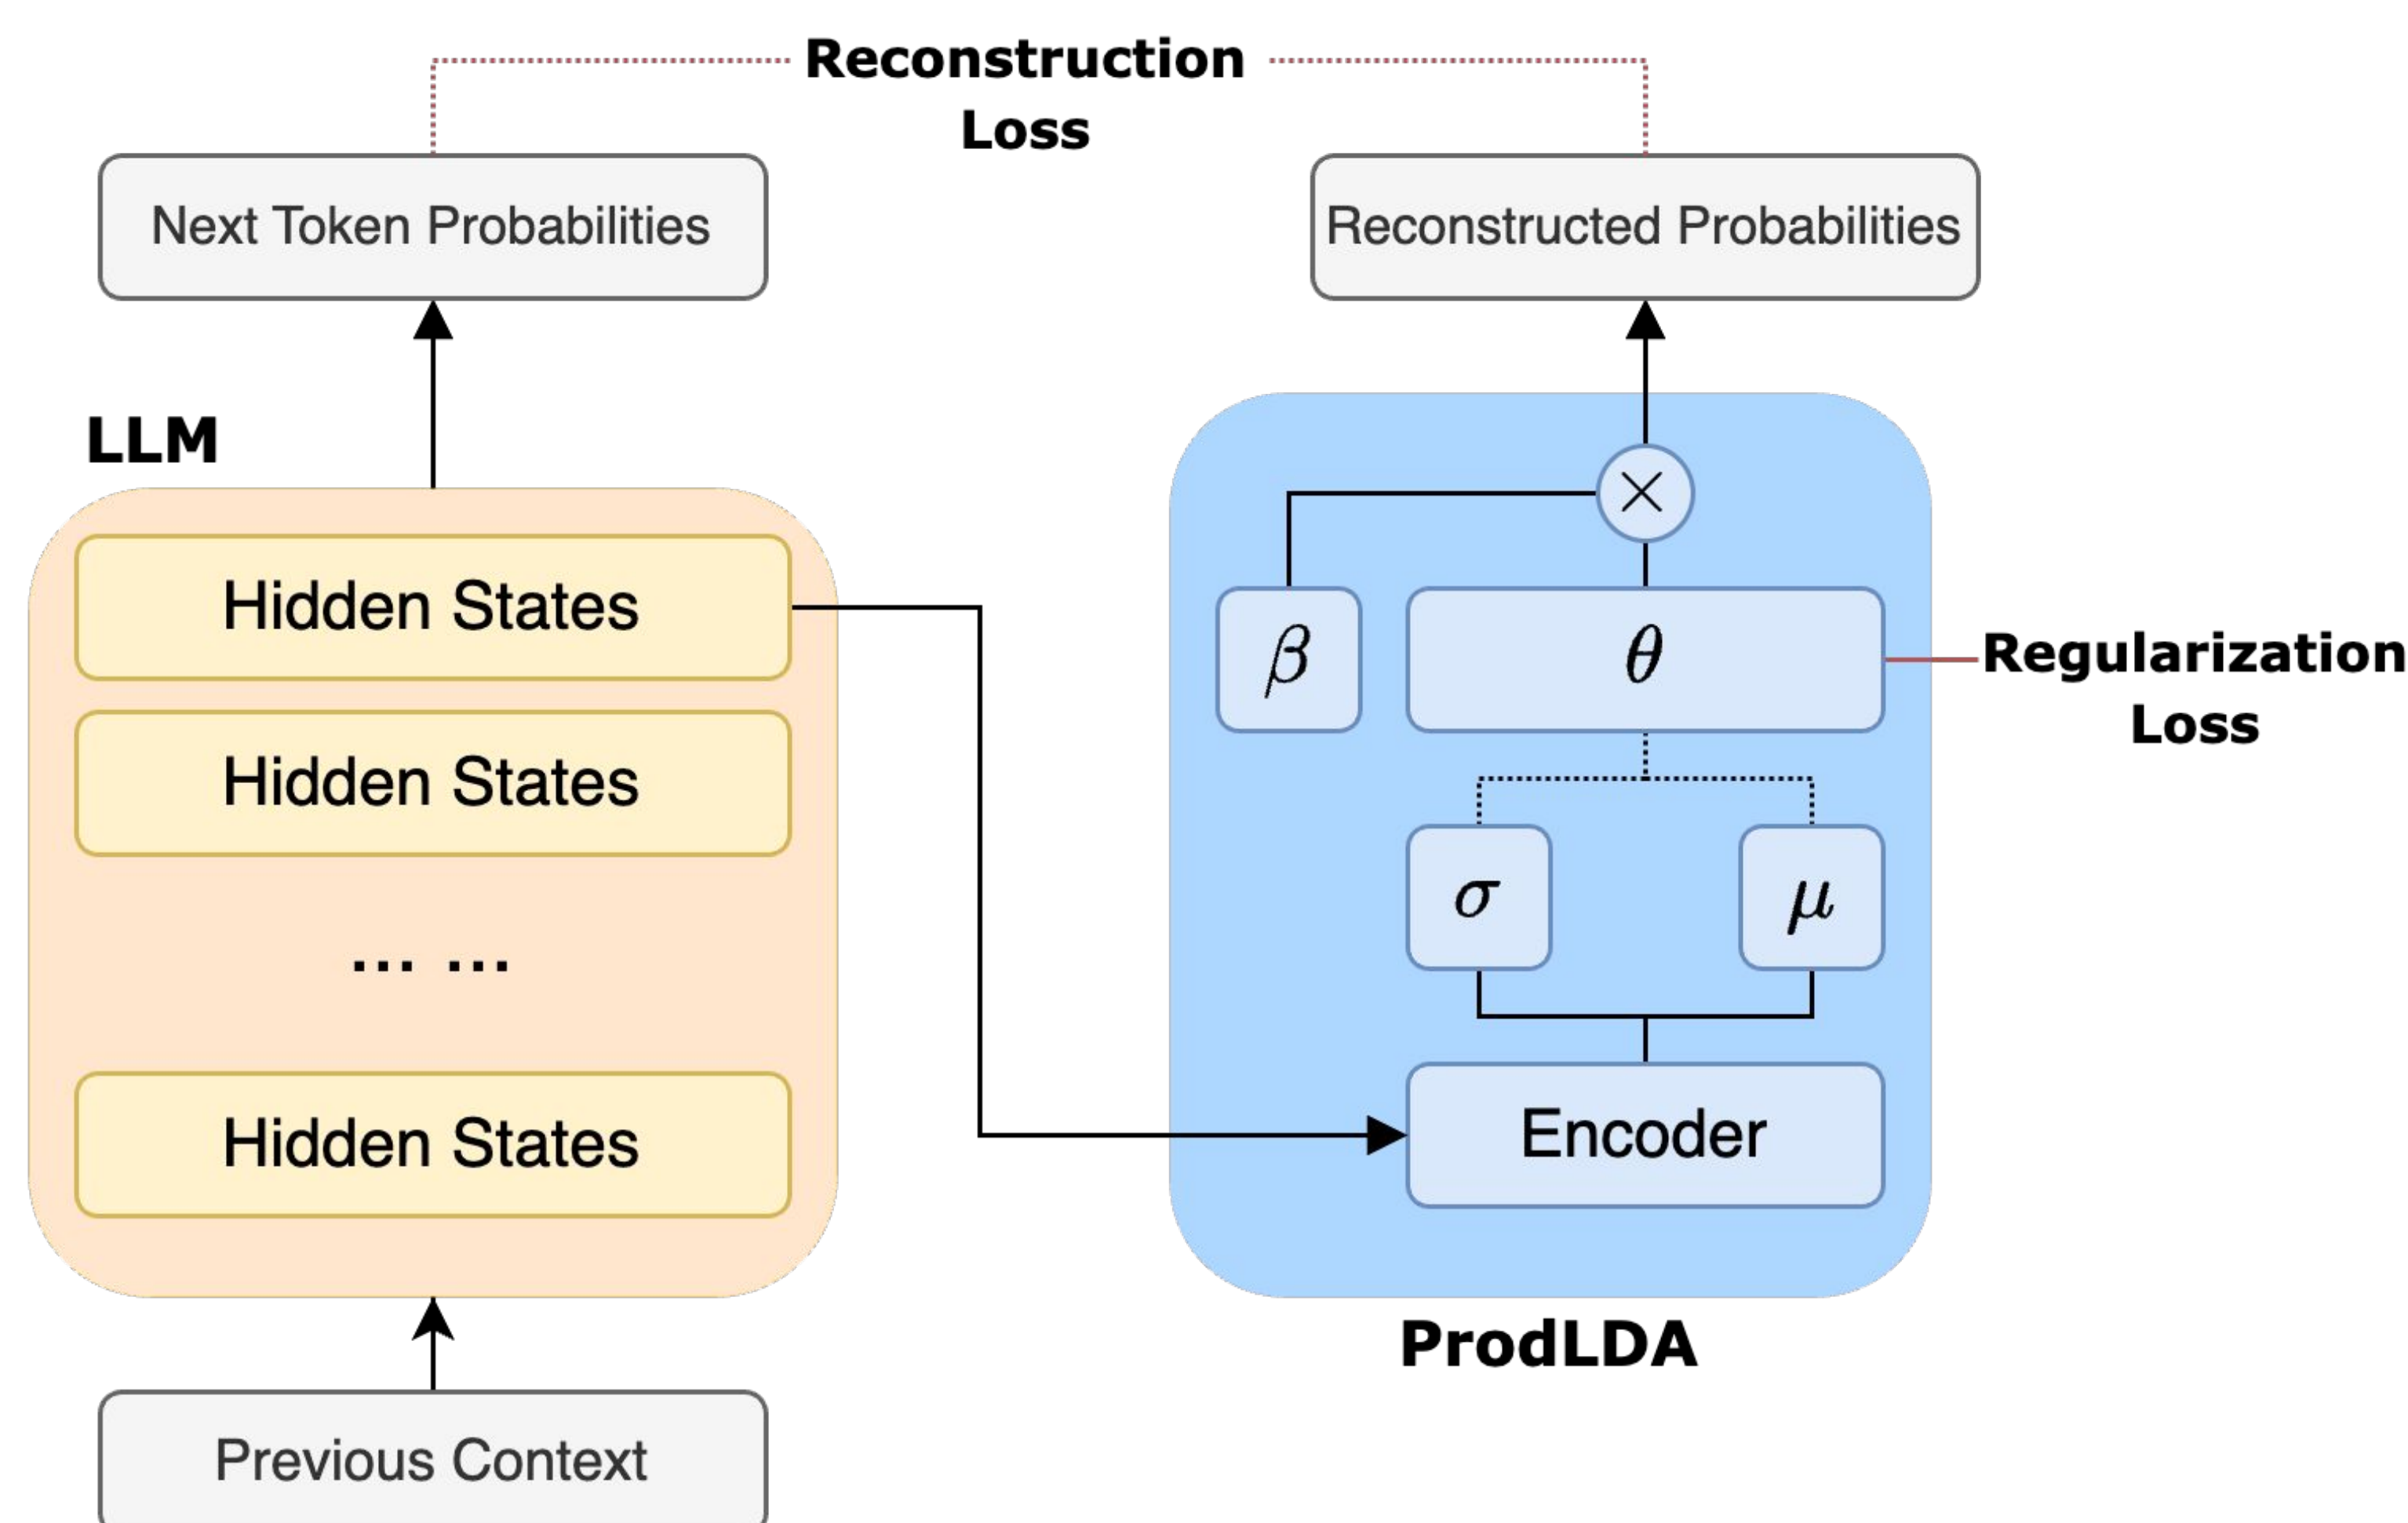 Reconstruction
Loss
Next Token Probabilities
Reconstructed Probabilities
LLM
Hidden States
Hidden States
... ...
Hidden States
Previous Context
×
β
θ
Regularization
Loss
σ
μ
Encoder
ProdLDA